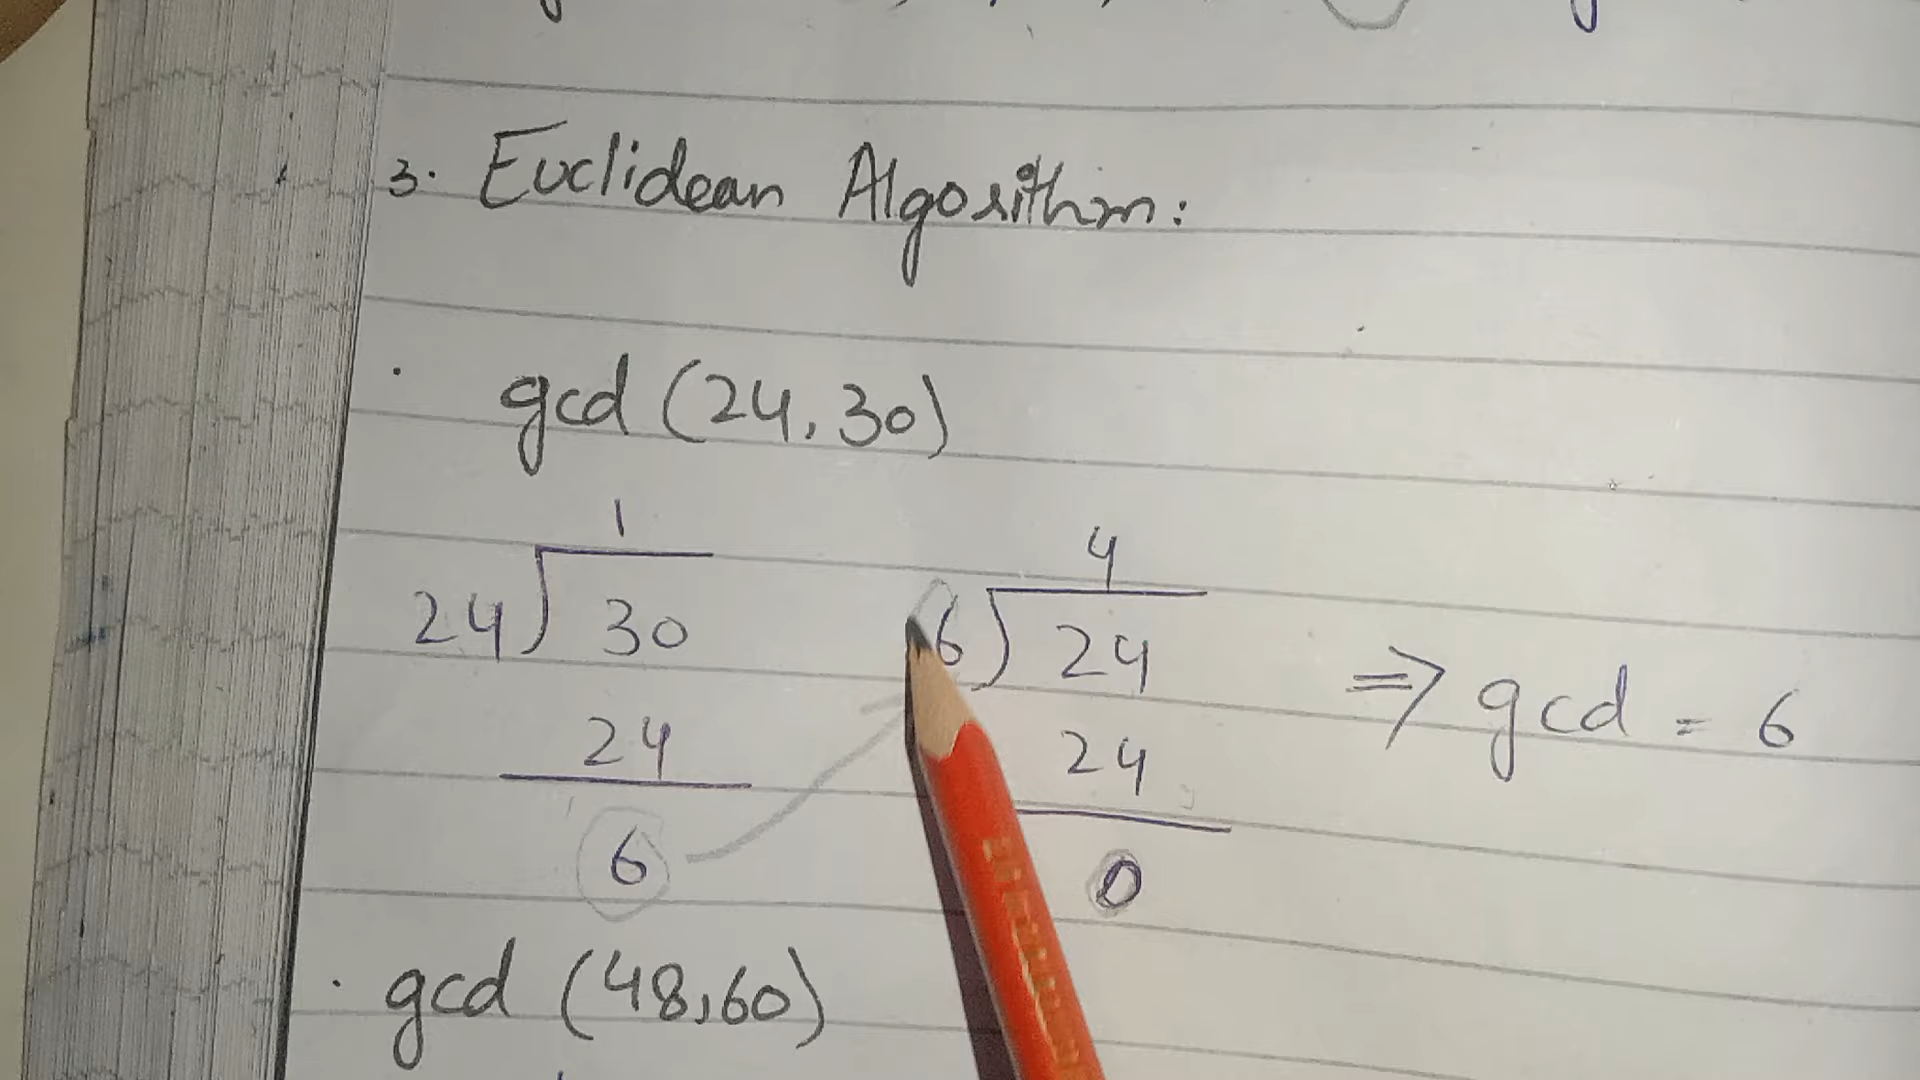 3. Euclidean Algorithm:
· gcd (24, 30)
1
24) 30
24
6
4
6) 24
24
0
⇒ gcd = 6
· gcd (48, 60)